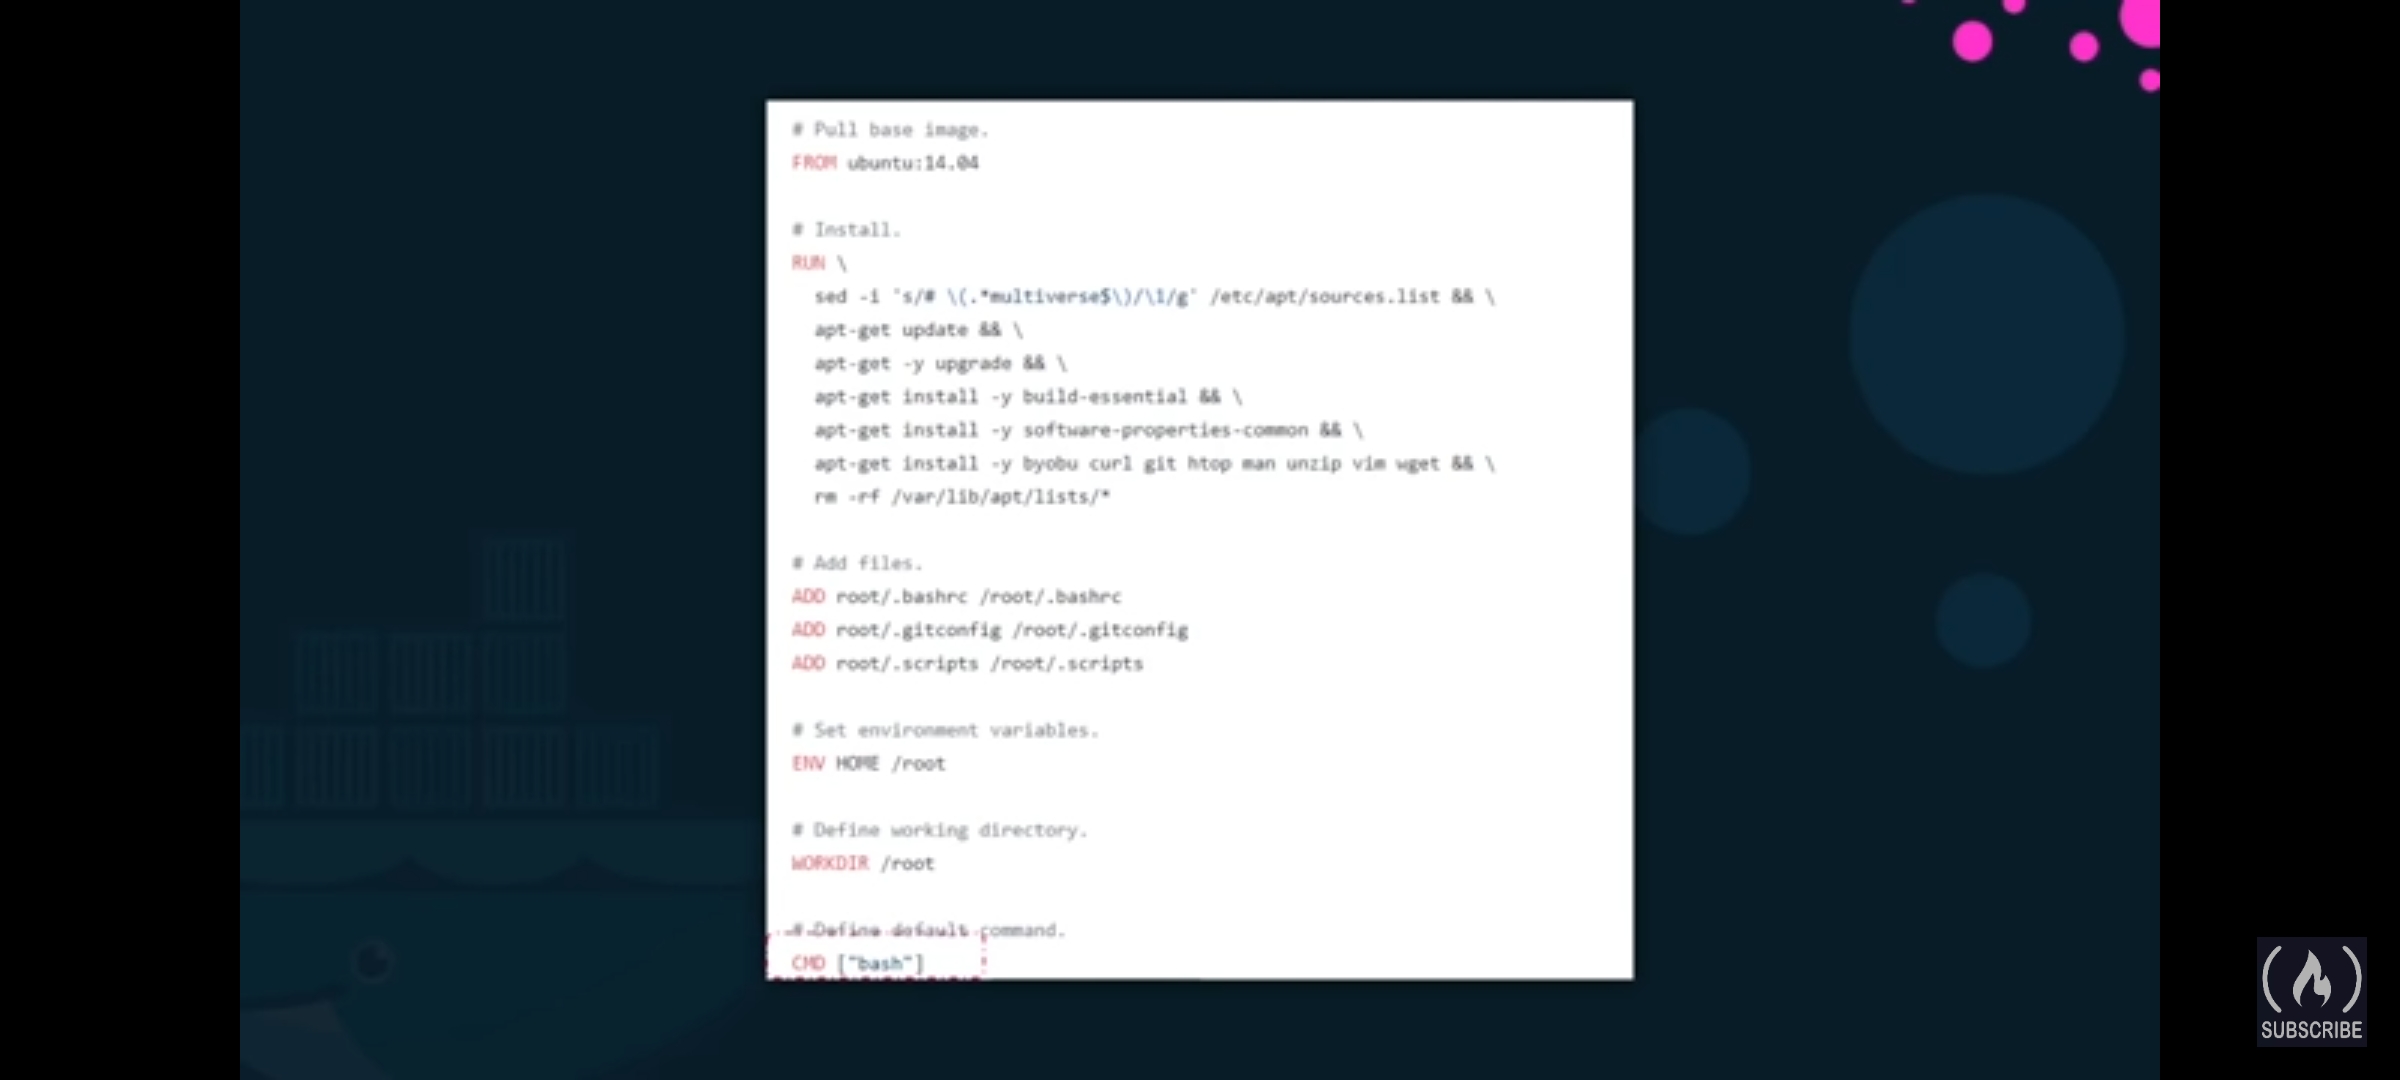 # Pull base image.
FROM ubuntu:14.04
# Install.
RUN \
sed -i 's/# \(.*multiverse$\)/\1/g' /etc/apt/sources.list && \
apt-get update && \
apt-get -y upgrade && \
apt-get install -y build-essential && \
apt-get install -y software-properties-common && \
apt-get install -y byobu curl git htop man unzip vim wget && \
rm -rf /var/lib/apt/lists/*
# Add files.
ADD root/.bashrc /root/.bashrc
ADD root/.gitconfig /root/.gitconfig
ADD root/.scripts /root/.scripts
# Set environment variables.
ENV HOME /root
# Define working directory.
WORKDIR /root
# Define default command.
CMD ["bash"]
SUBSCRIBE